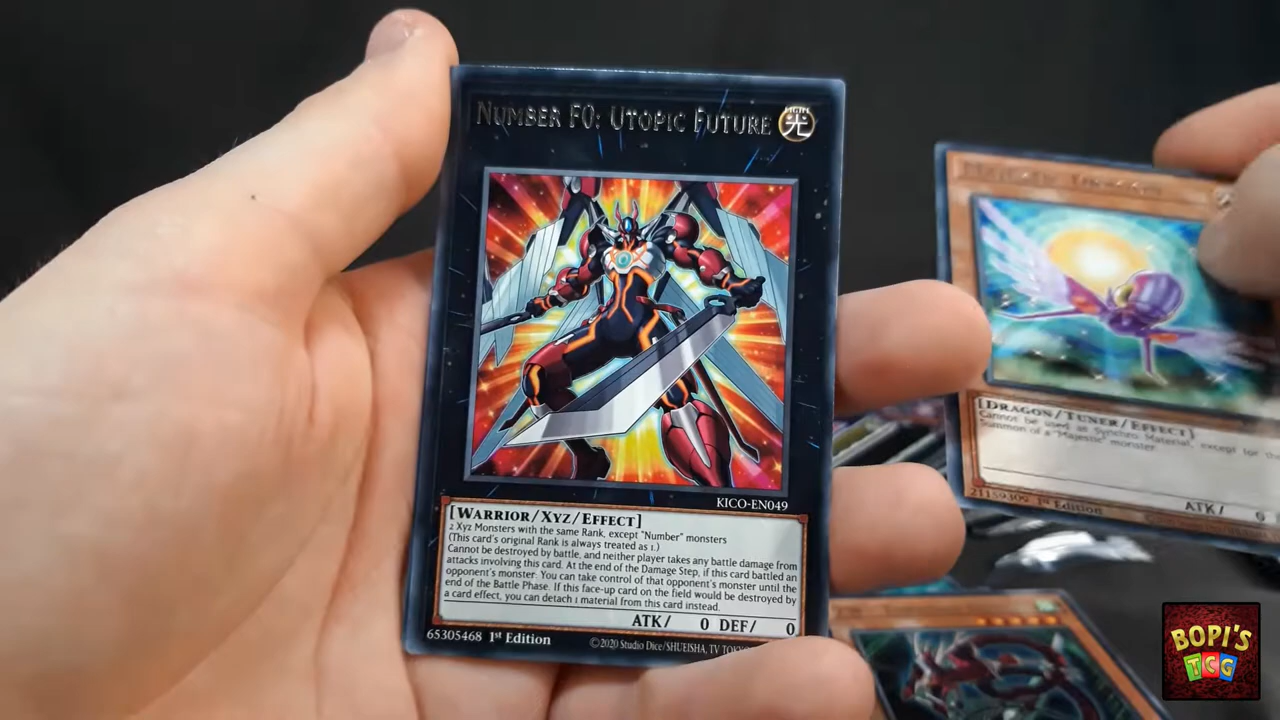 Number F0: Utopic Future
LIGHT
光
KICO-EN049
[Warrior/Xyz/Effect]
2 Xyz Monsters with the same Rank, except "Number" monsters
(This card's original Rank is always treated as 1.)
Cannot be destroyed by battle, and neither player takes any battle damage from
attacks involving this card. At the end of the Damage Step, if this card battled an
opponent's monster: You can take control of that opponent's monster until the
end of the Battle Phase. If this face-up card on the field would be destroyed by
a card effect, you can detach 1 material from this card instead.
ATK/ 0 DEF/ 0
65305468 1st Edition
©2020 Studio Dice/SHUEISHA, TV TOKYO
Majestic Dragon
[Dragon/Tuner/Effect]
Cannot be used as Synchro Material, except for the
Summon of a "Majestic" monster.
ATK/ 0
21159309 1st Edition
BOPI'S
TCG